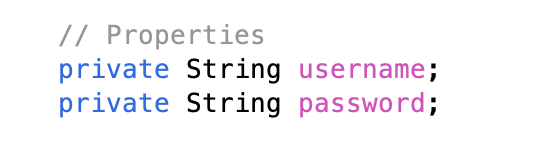 // Properties
private String username;
private String password;